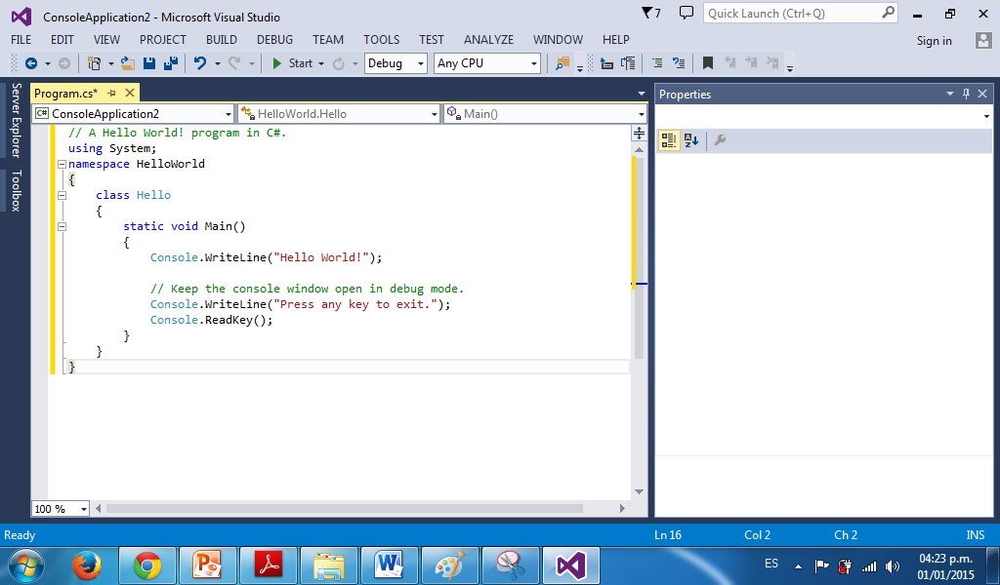 ConsoleApplication2 - Microsoft Visual Studio
7
Quick Launch (Ctrl+Q)
FILE EDIT VIEW PROJECT BUILD DEBUG TEAM TOOLS TEST ANALYZE WINDOW HELP
Sign in
Start Debug Any CPU
Server Explorer
Toolbox
Program.cs*
C# ConsoleApplication2 HelloWorld.Hello Main()
// A Hello World! program in C#.
using System;
namespace HelloWorld
{
class Hello
{
static void Main()
{
Console.WriteLine("Hello World!");
// Keep the console window open in debug mode.
Console.WriteLine("Press any key to exit.");
Console.ReadKey();
}
}
}
100 %
Properties
Ready Ln 16 Col 2 Ch 2 INS
ES
04:23 p.m.
01/01/2015